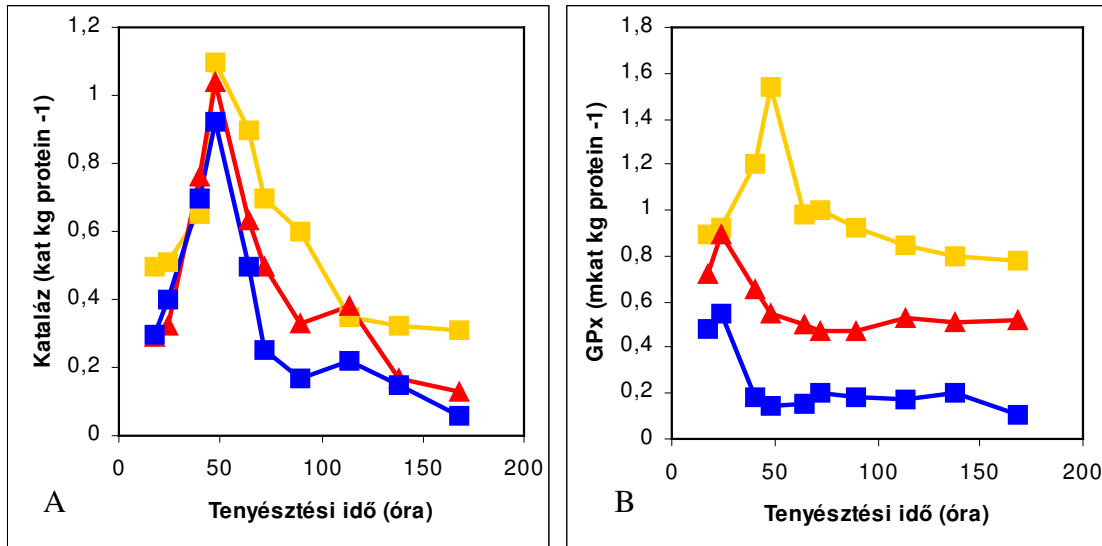 Kataláz (kat kg protein -1)
1,2
1
0,8
0,6
0,4
0,2
0
0 50 100 150 200
Tenyésztési idő (óra)
A
GPx (mkat kg protein -1)
1,8
1,6
1,4
1,2
1
0,8
0,6
0,4
0,2
0
0 50 100 150 200
Tenyésztési idő (óra)
B